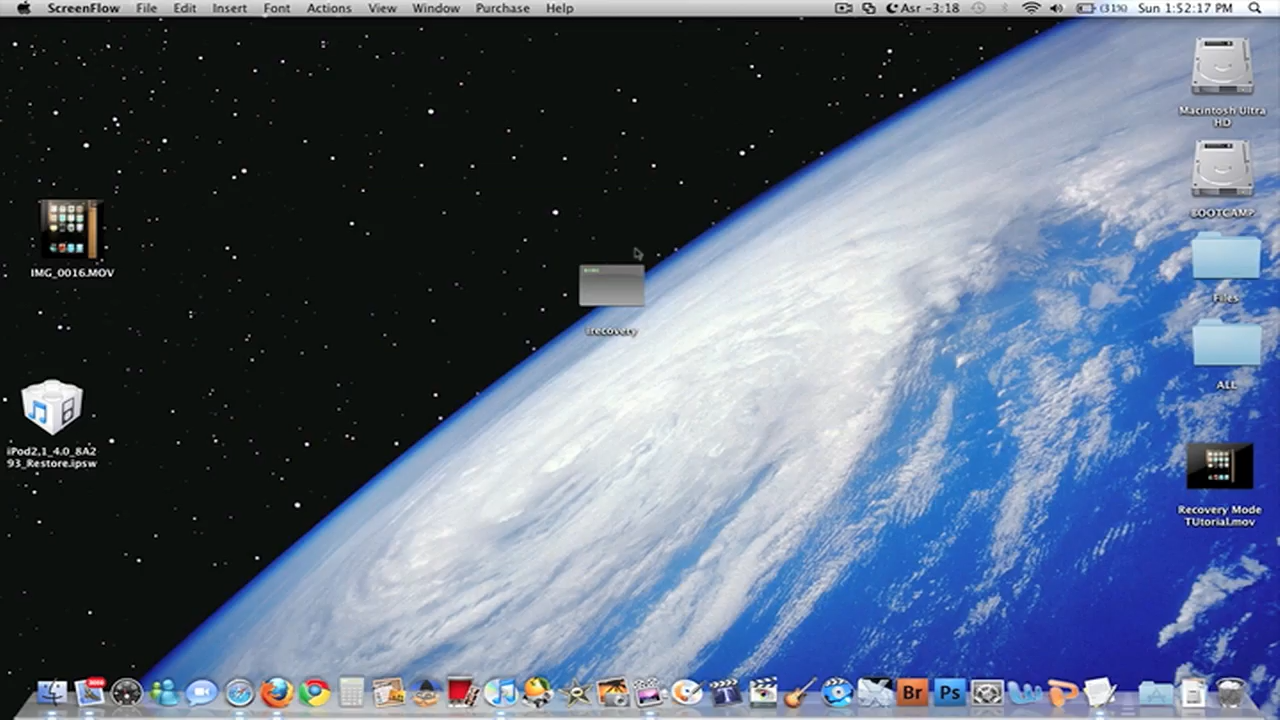 ScreenFlow File Edit Insert Font Actions View Window Purchase Help Asr -3:18 (31%) Sun 1:52:17 PM
Macintosh Ultra
HD
BOOTCAMP
IMG_0016.MOV
Files
irecovery
ALL
iPod2,1_4.0_8A2
93_Restore.ipsw
Recovery Mode
TUtorial.mov
Br Ps